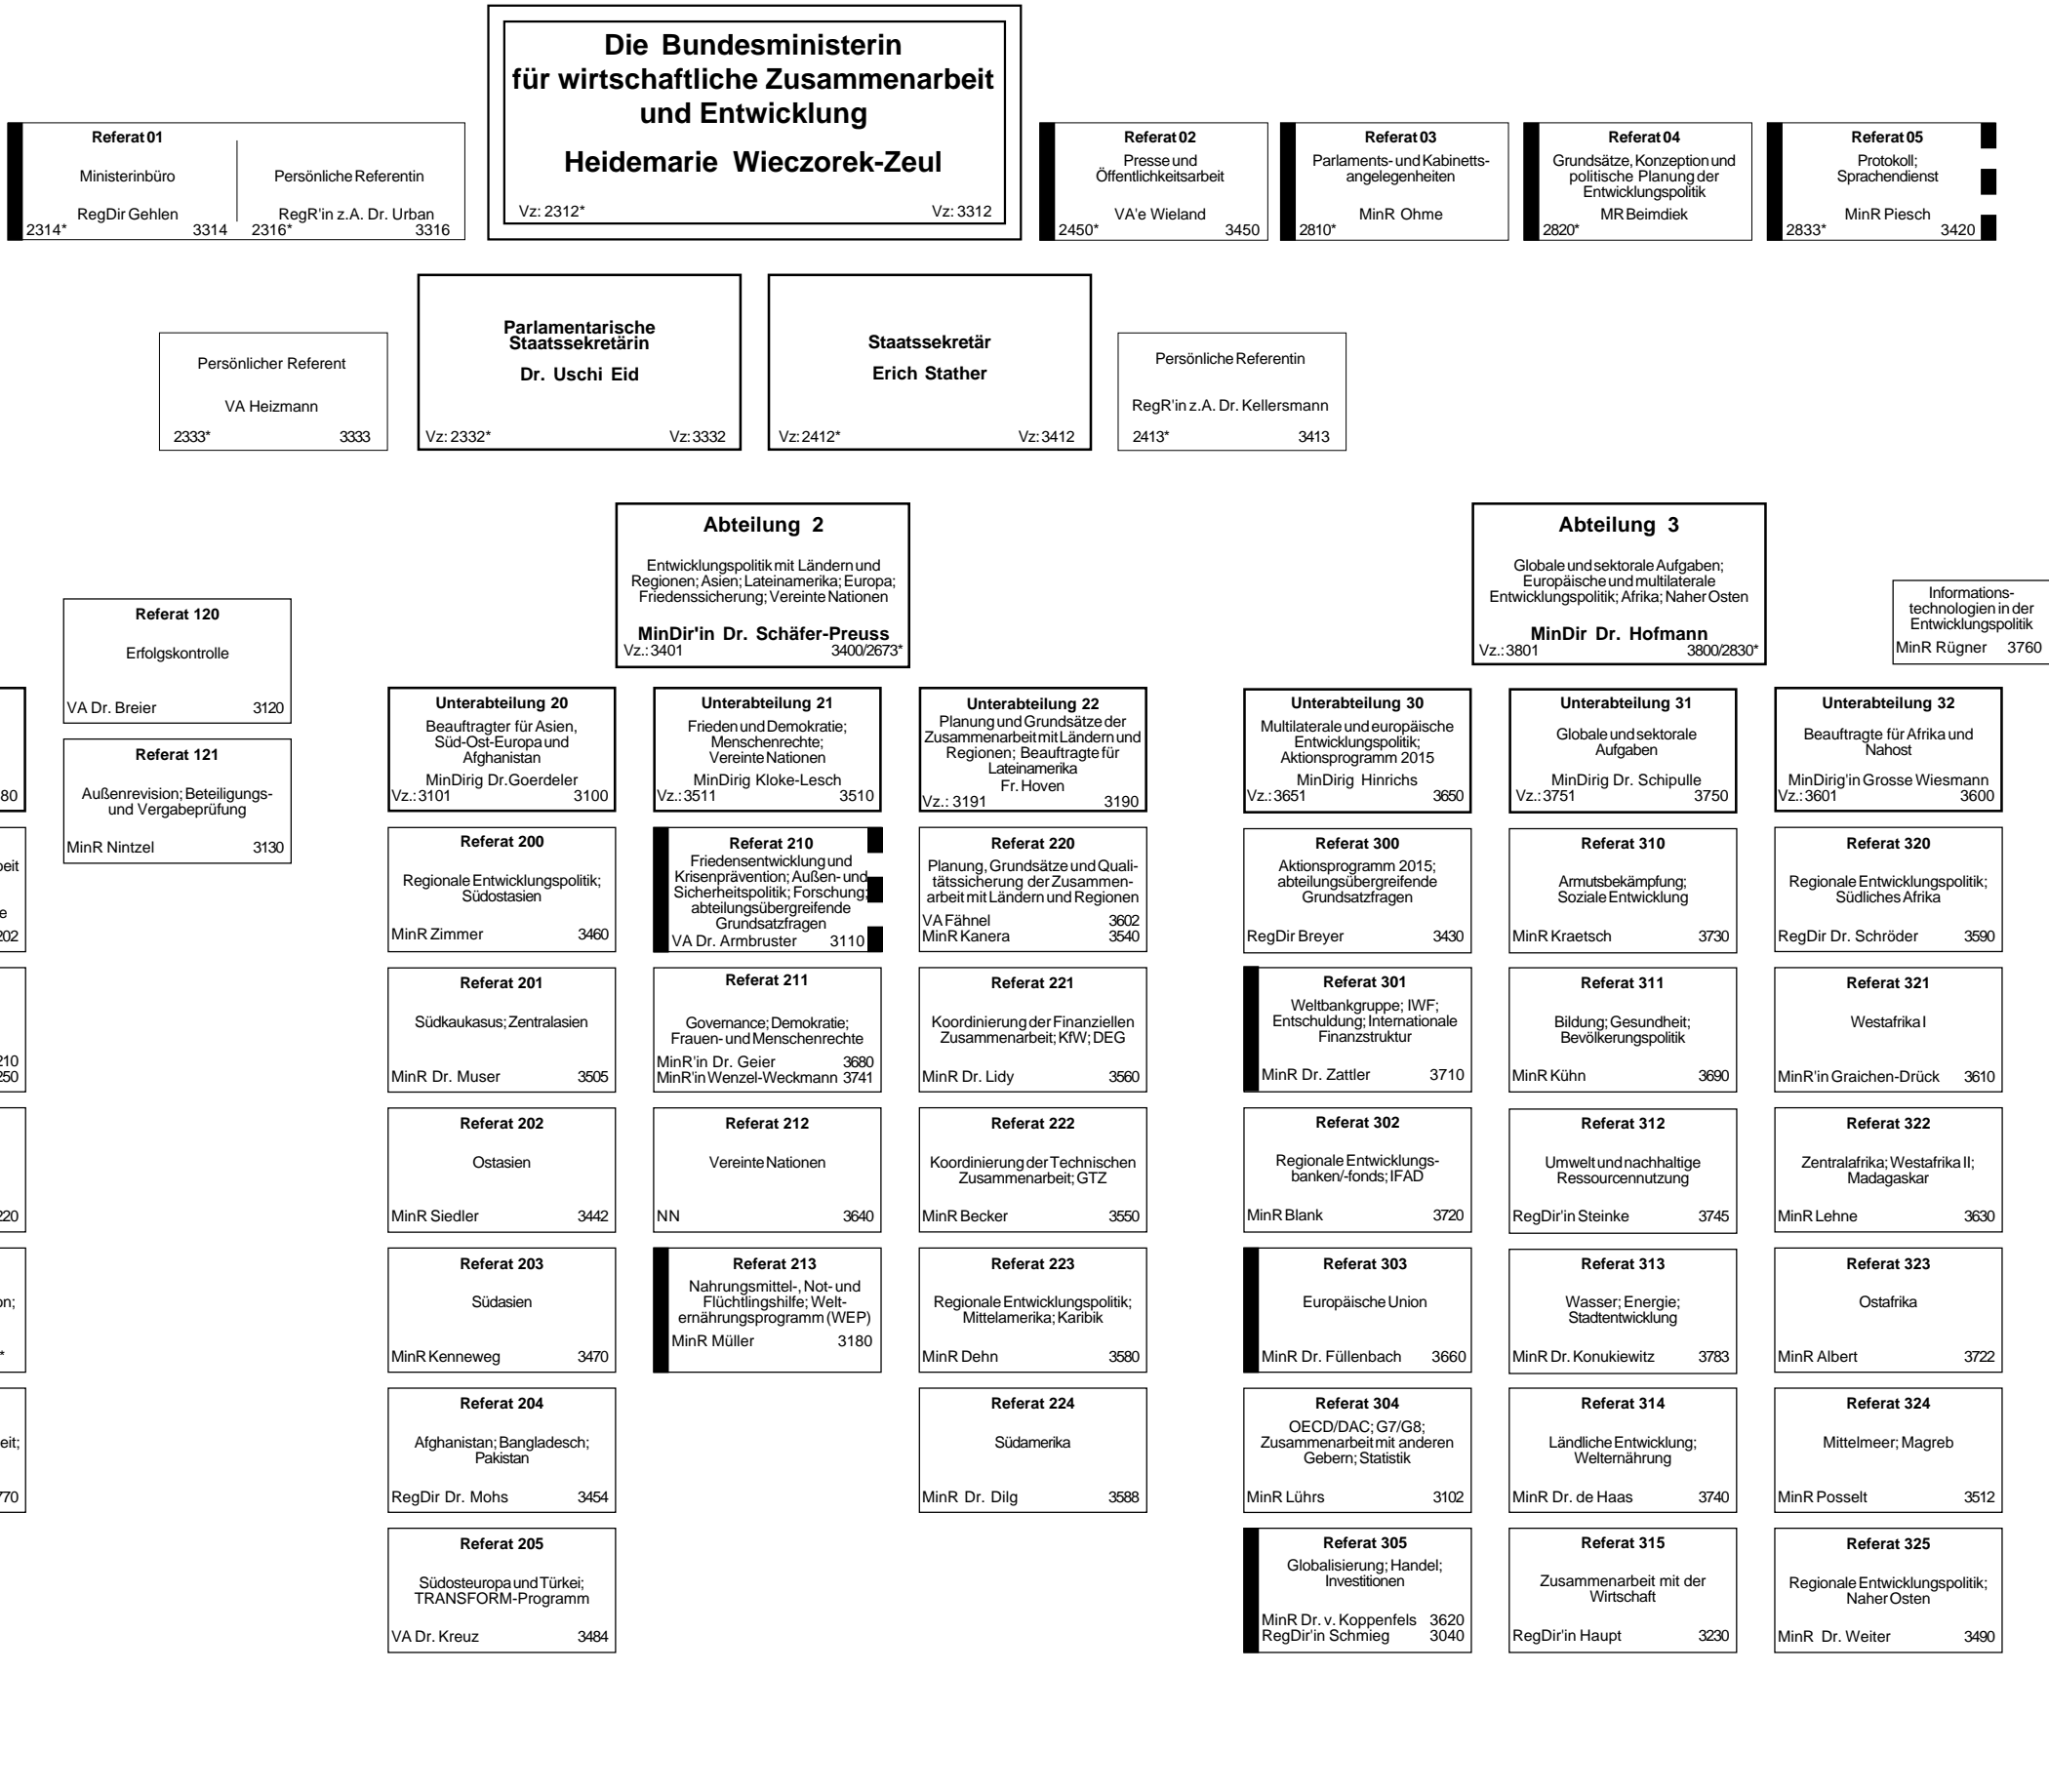 Die Bundesministerin
für wirtschaftliche Zusammenarbeit
und Entwicklung
Heidemarie Wieczorek-Zeul
Vz: 2312* Vz: 3312
Referat 01
Ministerinbüro
RegDir Gehlen
2314* 3314
Persönliche Referentin
RegR'in z.A. Dr. Urban
2316* 3316
Referat 02
Presse und
Öffentlichkeitsarbeit
VA'e Wieland
2450* 3450
Referat 03
Parlaments- und Kabinetts-
angelegenheiten
MinR Ohme
2810*
Referat 04
Grundsätze, Konzeption und
politische Planung der
Entwicklungspolitik
MR Beimdiek
2820*
Referat 05
Protokoll;
Sprachendienst
MinR Piesch
2833* 3420
Persönlicher Referent
VA Heizmann
2333* 3333
Parlamentarische
Staatssekretärin
Dr. Uschi Eid
Vz: 2332* Vz: 3332
Staatssekretär
Erich Stather
Vz: 2412* Vz: 3412
Persönliche Referentin
RegR'in z.A. Dr. Kellersmann
2413* 3413
Abteilung 2
Entwicklungspolitik mit Ländern und
Regionen; Asien; Lateinamerika; Europa;
Friedenssicherung; Vereinte Nationen
MinDir'in Dr. Schäfer-Preuss
Vz.: 3401 3400/2673*
Abteilung 3
Globale und sektorale Aufgaben;
Europäische und multilaterale
Entwicklungspolitik; Afrika; Naher Osten
MinDir Dr. Hofmann
Vz.: 3801 3800/2830*
Informations-
technologien in der
Entwicklungspolitik
MinR Rügner 3760
80
beit
e
202
210
250
220
on;
*
eit;
770
Referat 120
Erfolgskontrolle
VA Dr. Breier 3120
Referat 121
Außenrevision; Beteiligungs-
und Vergabeprüfung
MinR Nintzel 3130
Unterabteilung 20
Beauftragter für Asien,
Süd-Ost-Europa und
Afghanistan
MinDirig Dr. Goerdeler
Vz.: 3101 3100
Referat 200
Regionale Entwicklungspolitik;
Südostasien
MinR Zimmer 3460
Referat 201
Südkaukasus; Zentralasien
MinR Dr. Muser 3505
Referat 202
Ostasien
MinR Siedler 3442
Referat 203
Südasien
MinR Kenneweg 3470
Referat 204
Afghanistan; Bangladesch;
Pakistan
RegDir Dr. Mohs 3454
Referat 205
Südosteuropa und Türkei;
TRANSFORM-Programm
VA Dr. Kreuz 3484
Unterabteilung 21
Frieden und Demokratie;
Menschenrechte;
Vereinte Nationen
MinDirig Kloke-Lesch
Vz.: 3511 3510
Referat 210
Friedensentwicklung und
Krisenprävention; Außen- und
Sicherheitspolitik; Forschung;
abteilungsübergreifende
Grundsatzfragen
VA Dr. Armbruster 3110
Referat 211
Governance; Demokratie;
Frauen- und Menschenrechte
MinR'in Dr. Geier 3680
MinR'in Wenzel-Weckmann 3741
Referat 212
Vereinte Nationen
NN 3640
Referat 213
Nahrungsmittel-, Not- und
Flüchtlingshilfe; Welt-
ernährungsprogramm (WEP)
MinR Müller 3180
Unterabteilung 22
Planung und Grundsätze der
Zusammenarbeit mit Ländern und
Regionen; Beauftragte für
Lateinamerika
Fr. Hoven
Vz.: 3191 3190
Referat 220
Planung, Grundsätze und Quali-
tätssicherung der Zusammen-
arbeit mit Ländern und Regionen
VA Fähnel 3602
MinR Kanera 3540
Referat 221
Koordinierung der Finanziellen
Zusammenarbeit; KfW; DEG
MinR Dr. Lidy 3560
Referat 222
Koordinierung der Technischen
Zusammenarbeit; GTZ
MinR Becker 3550
Referat 223
Regionale Entwicklungspolitik;
Mittelamerika; Karibik
MinR Dehn 3580
Referat 224
Südamerika
MinR Dr. Dilg 3588
Unterabteilung 30
Multilaterale und europäische
Entwicklungspolitik;
Aktionsprogramm 2015
MinDirig Hinrichs
Vz.: 3651 3650
Referat 300
Aktionsprogramm 2015;
abteilungsübergreifende
Grundsatzfragen
RegDir Breyer 3430
Referat 301
Weltbankgruppe; IWF;
Entschuldung; Internationale
Finanzstruktur
MinR Dr. Zattler 3710
Referat 302
Regionale Entwicklungs-
banken/-fonds; IFAD
MinR Blank 3720
Referat 303
Europäische Union
MinR Dr. Füllenbach 3660
Referat 304
OECD/DAC; G7/G8;
Zusammenarbeit mit anderen
Gebern; Statistik
MinR Lührs 3102
Referat 305
Globalisierung; Handel;
Investitionen
MinR Dr. v. Koppenfels 3620
RegDir'in Schmieg 3040
Unterabteilung 31
Globale und sektorale
Aufgaben
MinDirig Dr. Schipulle
Vz.: 3751 3750
Referat 310
Armutsbekämpfung;
Soziale Entwicklung
MinR Kraetsch 3730
Referat 311
Bildung; Gesundheit;
Bevölkerungspolitik
MinR Kühn 3690
Referat 312
Umwelt und nachhaltige
Ressourcennutzung
RegDir'in Steinke 3745
Referat 313
Wasser; Energie;
Stadtentwicklung
MinR Dr. Konukiewitz 3783
Referat 314
Ländliche Entwicklung;
Welternährung
MinR Dr. de Haas 3740
Referat 315
Zusammenarbeit mit der
Wirtschaft
RegDir'in Haupt 3230
Unterabteilung 32
Beauftragte für Afrika und
Nahost
MinDirig'in Grosse Wiesmann
Vz.: 3601 3600
Referat 320
Regionale Entwicklungspolitik;
Südliches Afrika
RegDir Dr. Schröder 3590
Referat 321
Westafrika I
MinR'in Graichen-Drück 3610
Referat 322
Zentralafrika; Westafrika II;
Madagaskar
MinR Lehne 3630
Referat 323
Ostafrika
MinR Albert 3722
Referat 324
Mittelmeer; Magreb
MinR Posselt 3512
Referat 325
Regionale Entwicklungspolitik;
Naher Osten
MinR Dr. Weiter 3490